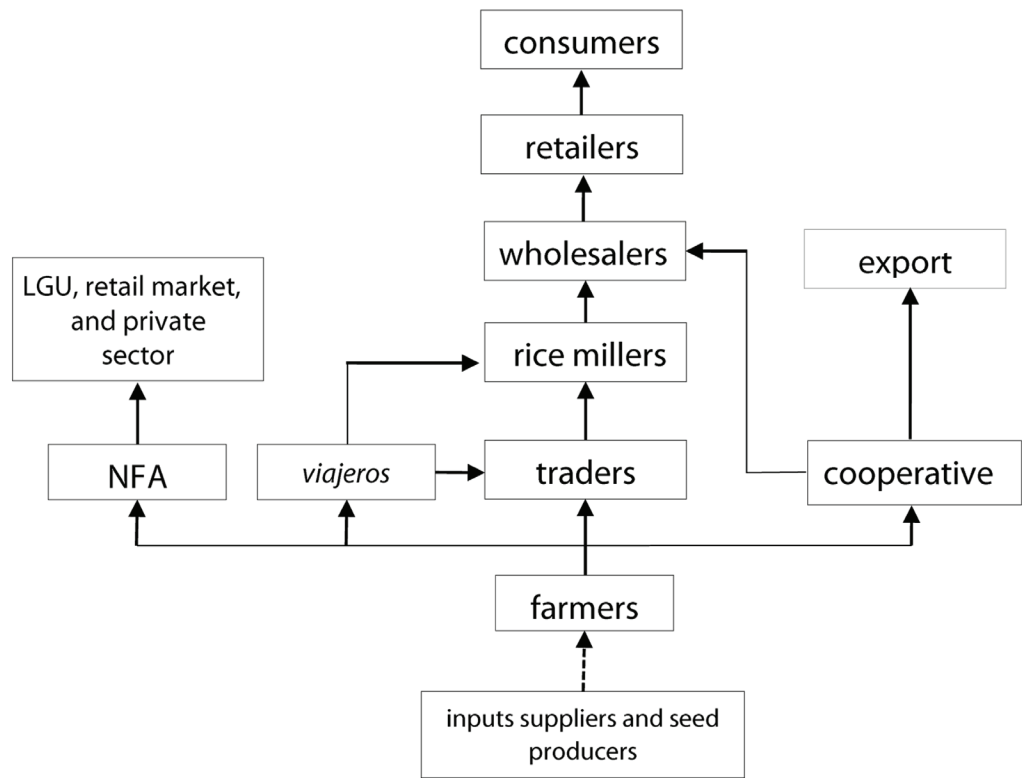 consumers
retailers
wholesalers
export
LGU, retail market,
and private
sector
rice millers
NFA
viajeros
traders
cooperative
farmers
inputs suppliers and seed
producers